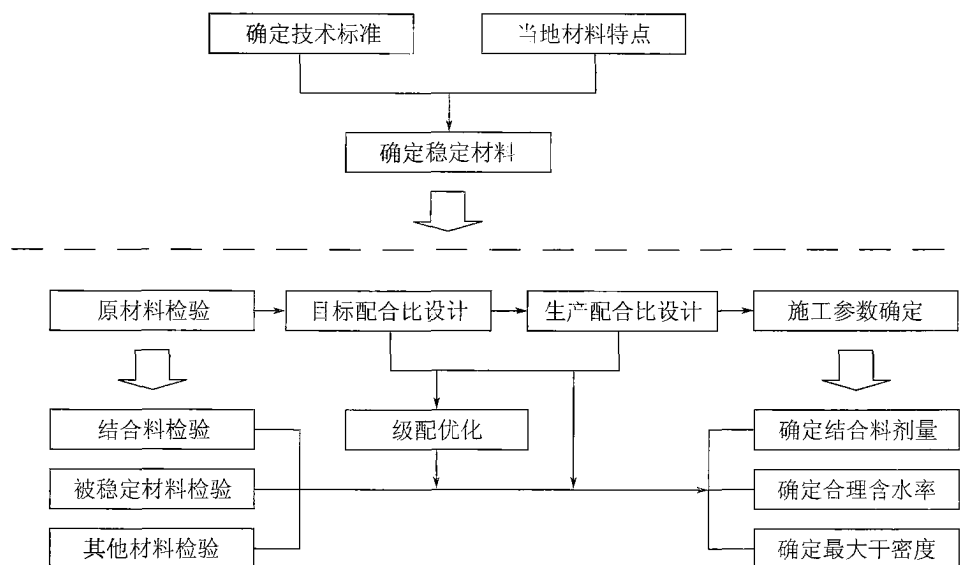 确定技术标准
当地材料特点
确定稳定材料
原材料检验
目标配合比设计
生产配合比设计
施工参数确定
结合料检验
级配优化
确定结合料剂量
被稳定材料检验
确定合理含水率
其他材料检验
确定最大干密度